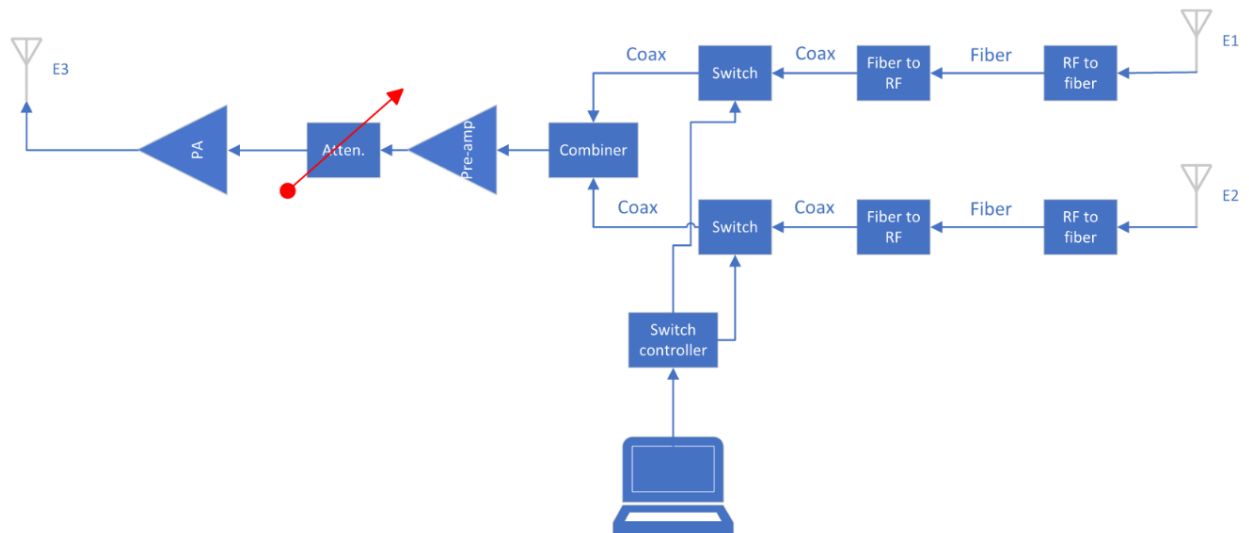 E3
Coax
Switch
Coax
Fiber to
RF
Fiber
RF to
fiber
E1
PA
Atten.
Pre-amp
Combiner
Coax
Switch
Coax
Fiber to
RF
Fiber
RF to
fiber
E2
Switch
controller